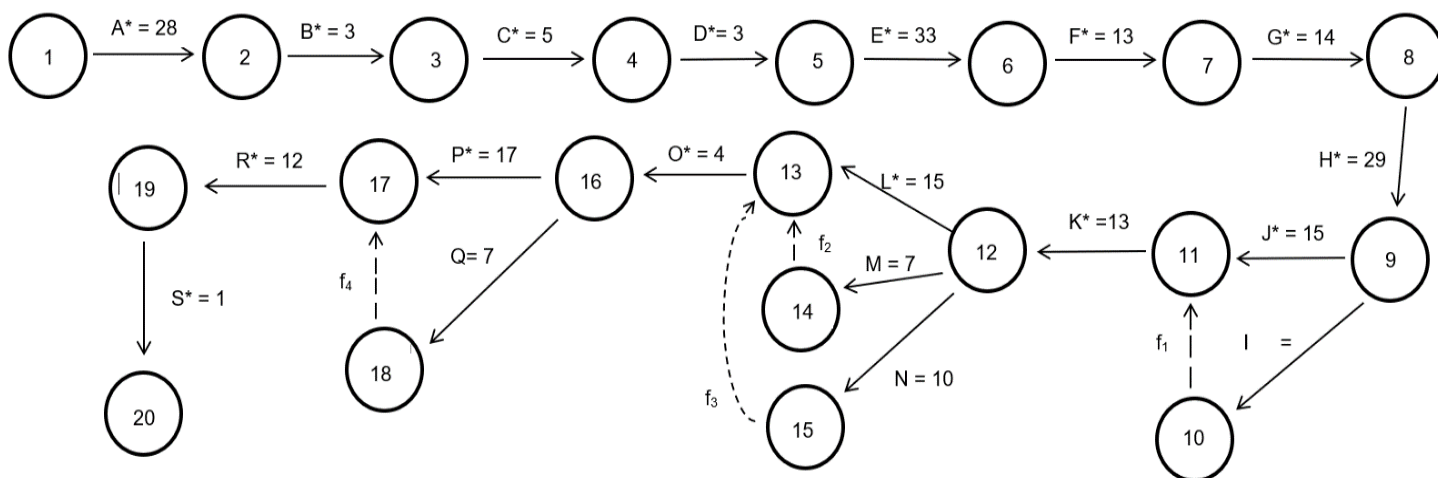 A* = 28
B* = 3
C* = 5
D*= 3
E* = 33
F* = 13
G* = 14
1
2
3
4
5
6
7
8
H* = 29
R* = 12
P* = 17
O* = 4
L* = 15
K* =13
J* = 15
19
17
16
13
12
11
9
Q= 7
f₂
M = 7
S* = 1
f₄
14
f₁
I =
18
N = 10
f₃
20
15
10